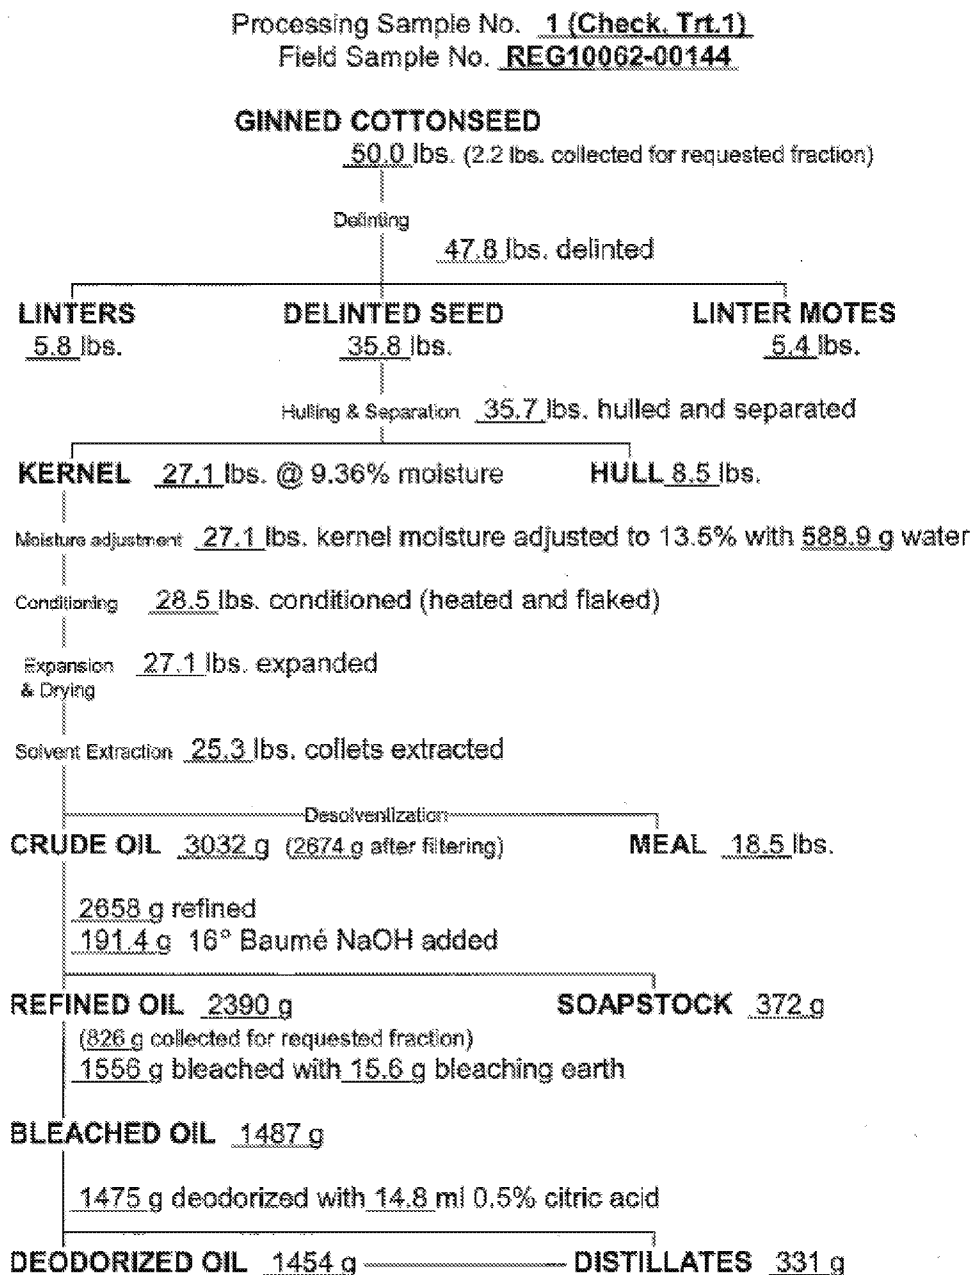 Processing Sample No. 1 (Check. Trt.1)
Field Sample No. REG10062-00144
GINNED COTTONSEED
50.0 lbs. (2.2 lbs. collected for requested fraction)
Delinting
47.8 lbs. delinted
LINTERS DELINTED SEED LINTER MOTES
5.8 lbs. 35.8 lbs. 5.4 lbs.
Hulling & Separation 35.7 lbs. hulled and separated
KERNEL 27.1 lbs. @ 9.36% moisture HULL 8.5 lbs.
Moisture adjustment 27.1 lbs. kernel moisture adjusted to 13.5% with 588.9 g water
Conditioning 28.5 lbs. conditioned (heated and flaked)
Expansion 27.1 lbs. expanded
& Drying
Solvent Extraction 25.3 lbs. collets extracted
Desolventization
CRUDE OIL 3032 g (2674 g after filtering) MEAL 18.5 lbs.
2658 g refined
191.4 g 16° Baumé NaOH added
REFINED OIL 2390 g SOAPSTOCK 372 g
(826 g collected for requested fraction)
1556 g bleached with 15.6 g bleaching earth
BLEACHED OIL 1487 g
1475 g deodorized with 14.8 ml 0.5% citric acid
DEODORIZED OIL 1454 g DISTILLATES 331 g